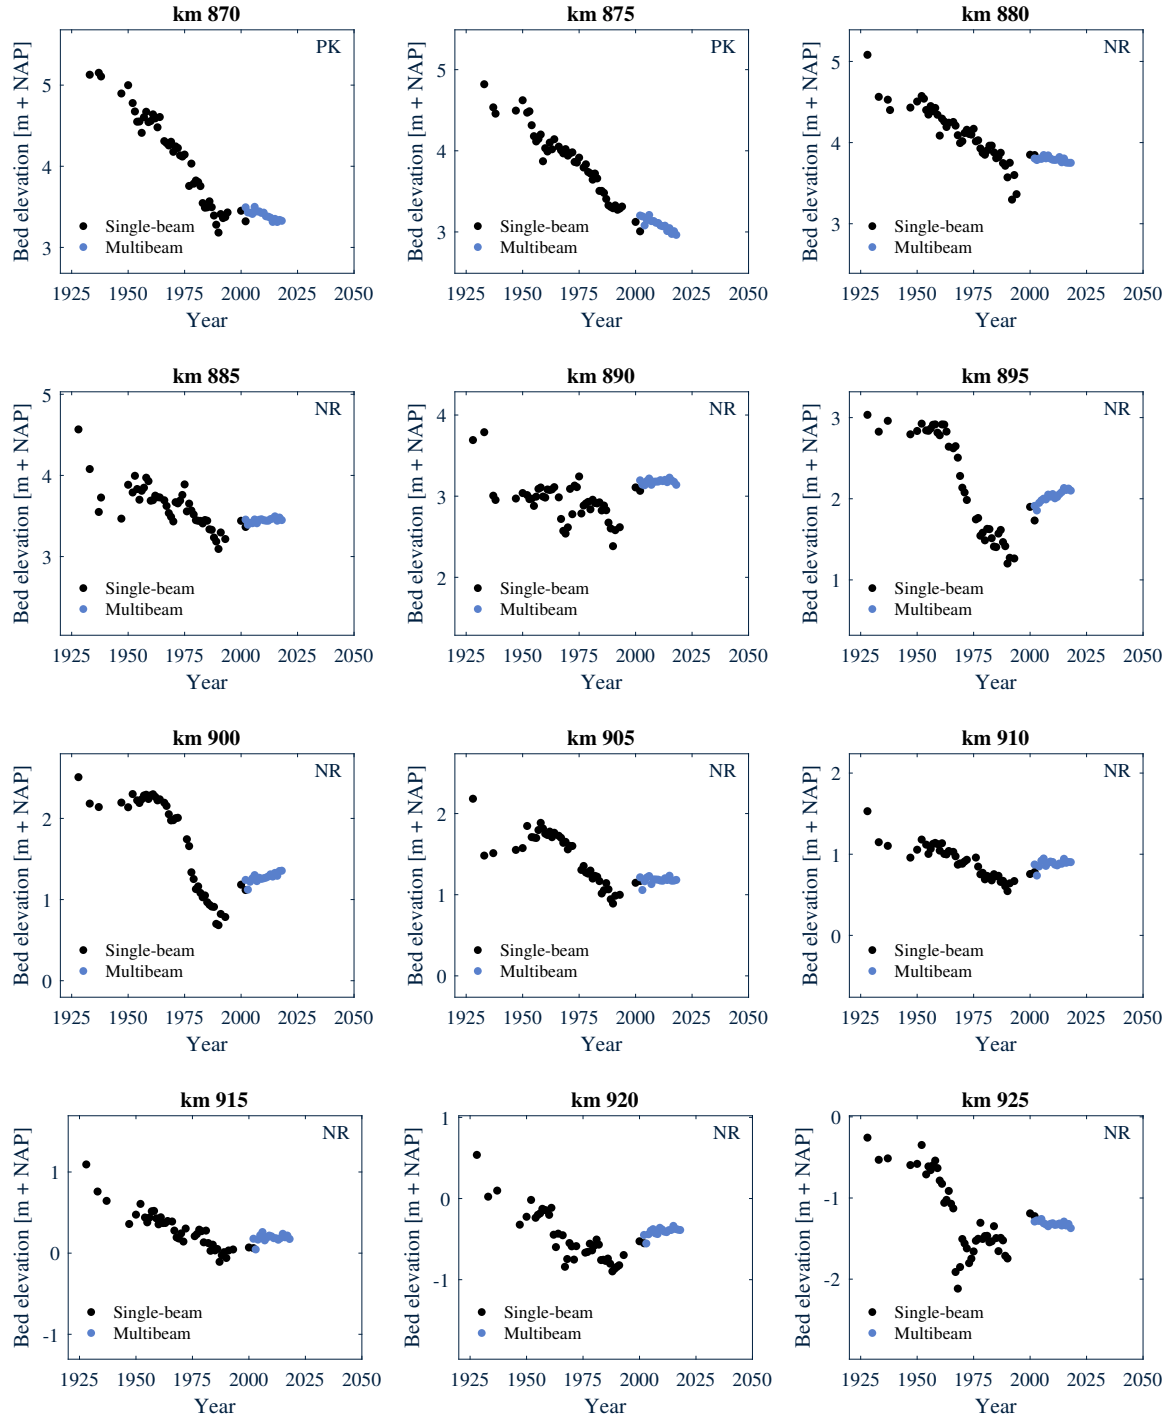 km 870
km 875
km 880
PK
PK
NR
Bed elevation [m + NAP]
5
4
3
Single-beam
Multibeam
1925 1950 1975 2000 2025 2050
Year
Bed elevation [m + NAP]
5
4
3
Single-beam
Multibeam
1925 1950 1975 2000 2025 2050
Year
Bed elevation [m + NAP]
5
4
3
Single-beam
Multibeam
1925 1950 1975 2000 2025 2050
Year
km 885
km 890
km 895
NR
NR
NR
Bed elevation [m + NAP]
5
4
3
Single-beam
Multibeam
1925 1950 1975 2000 2025 2050
Year
Bed elevation [m + NAP]
4
3
2
Single-beam
Multibeam
1925 1950 1975 2000 2025 2050
Year
Bed elevation [m + NAP]
3
2
1
Single-beam
Multibeam
1925 1950 1975 2000 2025 2050
Year
km 900
km 905
km 910
NR
NR
NR
Bed elevation [m + NAP]
2
1
0
Single-beam
Multibeam
1925 1950 1975 2000 2025 2050
Year
Bed elevation [m + NAP]
2
1
0
Single-beam
Multibeam
1925 1950 1975 2000 2025 2050
Year
Bed elevation [m + NAP]
2
1
0
Single-beam
Multibeam
1925 1950 1975 2000 2025 2050
Year
km 915
km 920
km 925
NR
NR
NR
Bed elevation [m + NAP]
1
0
-1
Single-beam
Multibeam
1925 1950 1975 2000 2025 2050
Year
Bed elevation [m + NAP]
1
0
-1
Single-beam
Multibeam
1925 1950 1975 2000 2025 2050
Year
Bed elevation [m + NAP]
0
-1
-2
Single-beam
Multibeam
1925 1950 1975 2000 2025 2050
Year